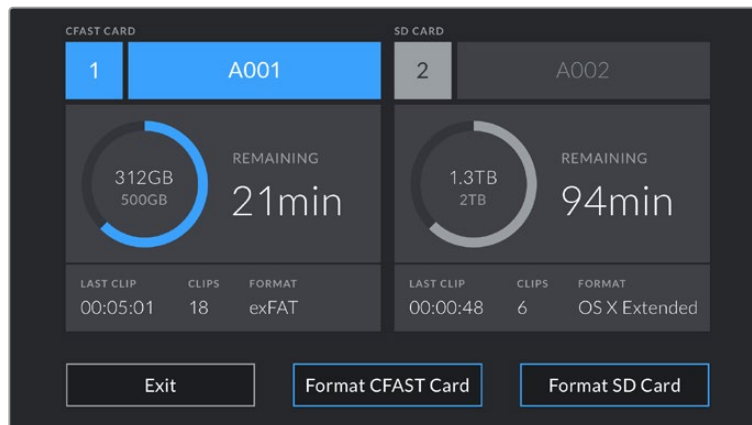 CFAST CARD
1 A001
312GB
500GB
REMAINING
21min
LAST CLIP CLIPS FORMAT
00:05:01 18 exFAT
SD CARD
2 A002
1.3TB
2TB
REMAINING
94min
LAST CLIP CLIPS FORMAT
00:00:48 6 OS X Extended
Exit Format CFAST Card Format SD Card